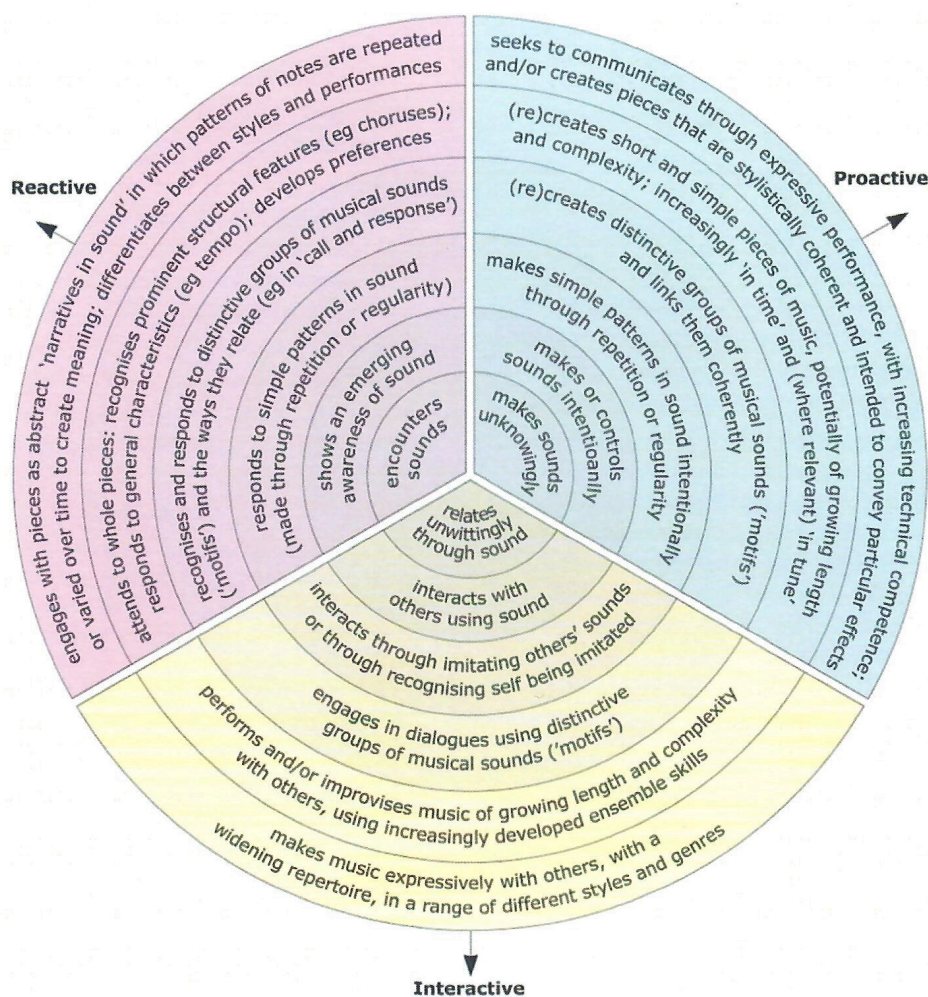 Reactive
engages with pieces as abstract ‘narratives in sound’ in which patterns of notes are repeated
or varied over time to create meaning; differentiates between styles and performances
attends to whole pieces: recognises prominent structural features (eg choruses);
responds to general characteristics (eg tempo); develops preferences
recognises and responds to distinctive groups of musical sounds
(‘motifs’) and the ways they relate (eg in ‘call and response’)
responds to simple patterns in sound
(made through repetition or regularity)
shows an emerging
awareness of sound
encounters
sounds
Proactive
seeks to communicates through expressive performance, with increasing technical competence;
and/or creates pieces that are stylistically coherent and intended to convey particular effects
(re)creates short and simple pieces of music, potentially of growing length
and complexity; increasingly ‘in time’ and (where relevant) ‘in tune’
(re)creates distinctive groups of musical sounds (‘motifs’)
and links them coherently
makes simple patterns in sound intentionally
through repetition or regularity
makes or controls
sounds intentioanlly
makes sounds
unknowingly
relates
unwittingly
through sound
interacts with
others using sound
interacts through imitating others’ sounds
or through recognising self being imitated
engages in dialogues using distinctive
groups of musical sounds (‘motifs’)
performs and/or improvises music of growing length and complexity
with others, using increasingly developed ensemble skills
makes music expressively with others, with a
widening repertoire, in a range of different styles and genres
Interactive